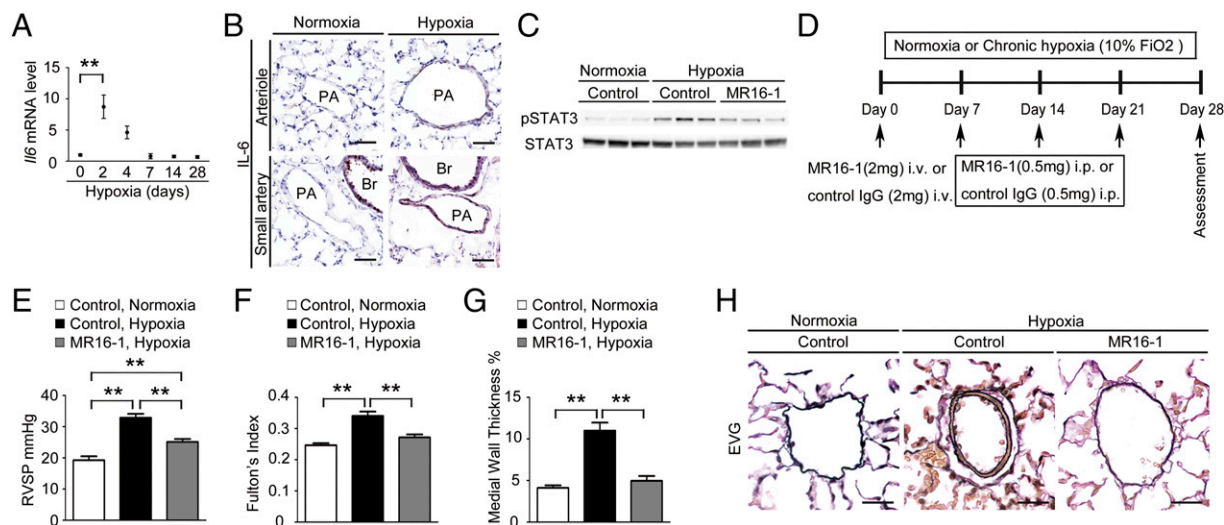 A
**
Il6 mRNA level
15
10
5
0
0 2 4 7 14 28
Hypoxia (days)
B
Normoxia Hypoxia
IL-6
Arteriole
PA PA
Small artery
PA Br Br PA
C
Normoxia Hypoxia
Control Control MR16-1
pSTAT3
STAT3
D
Normoxia or Chronic hypoxia (10% FiO2 )
Day 0 Day 7 Day 14 Day 21 Day 28
MR16-1(2mg) i.v. or
control IgG (2mg) i.v.
MR16-1(0.5mg) i.p. or
control IgG (0.5mg) i.p.
Assessment
E
Control, Normoxia
Control, Hypoxia
MR16-1, Hypoxia
**
** **
RVSP mmHg
40
30
20
10
0
F
Control, Normoxia
Control, Hypoxia
MR16-1, Hypoxia
** **
Fulton's Index
0.4
0.3
0.2
0.1
0
G
Control, Normoxia
Control, Hypoxia
MR16-1, Hypoxia
** **
Medial Wall Thickness %
15
10
5
0
H
Normoxia Hypoxia
Control Control MR16-1
EVG